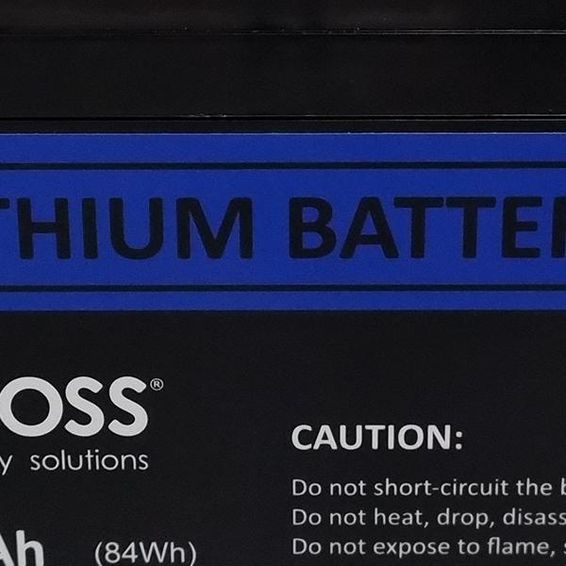 THIUM BATTER
OSS®
y solutions
Ah (84Wh)
CAUTION:
Do not short-circuit the b
Do not heat, drop, disass
Do not expose to flame, s